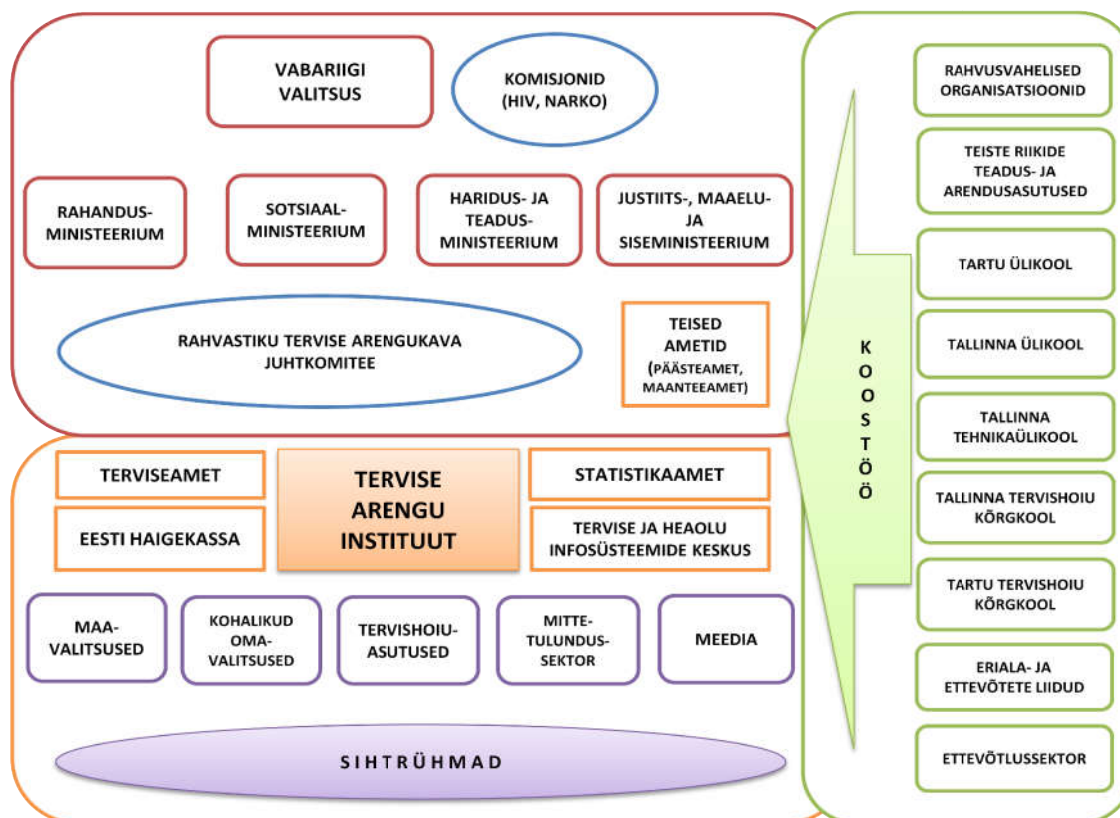 VABARIIGI
VALITSUS
KOMISJONID
(HIV, NARKO)
RAHANDUS-
MINISTEERIUM
SOTSIAAL-
MINISTEERIUM
HARIDUS- JA
TEADUS-
MINISTEERIUM
JUSTIITS-, MAAELU-
JA
SISEMINISTEERIUM
RAHVASTIKU TERVISE ARENGUKAVA
JUHTKOMITEE
TEISED
AMETID
(PÄÄSTEAMET,
MAANTEEAMET)
TERVISEAMET
EESTI HAIGEKASSA
TERVISE
ARENGU
INSTITUUT
STATISTIKAAMET
TERVISE JA HEAOLU
INFOSÜSTEEMIDE KESKUS
MAA-
VALITSUSED
KOHALIKUD
OMA-
VALITSUSED
TERVISHOIU-
ASUTUSED
MITTE-
TULUNDUS-
SEKTOR
MEEDIA
SIHTRÜHMAD
KOOSTÖÖ
RAHVUSVAHELISED
ORGANISATSIOONID
TEISTE RIIKIDE
TEADUS- JA
ARENDUSASUTUSED
TARTU ÜLIKOOL
TALLINNA ÜLIKOOL
TALLINNA
TEHNIKAÜLIKOOL
TALLINNA TERVISHOIU
KÕRGKOOL
TARTU TERVISHOIU
KÕRGKOOL
ERIALA- JA
ETTEVÕTETE LIIDUD
ETTEVÕTLUSSEKTOR